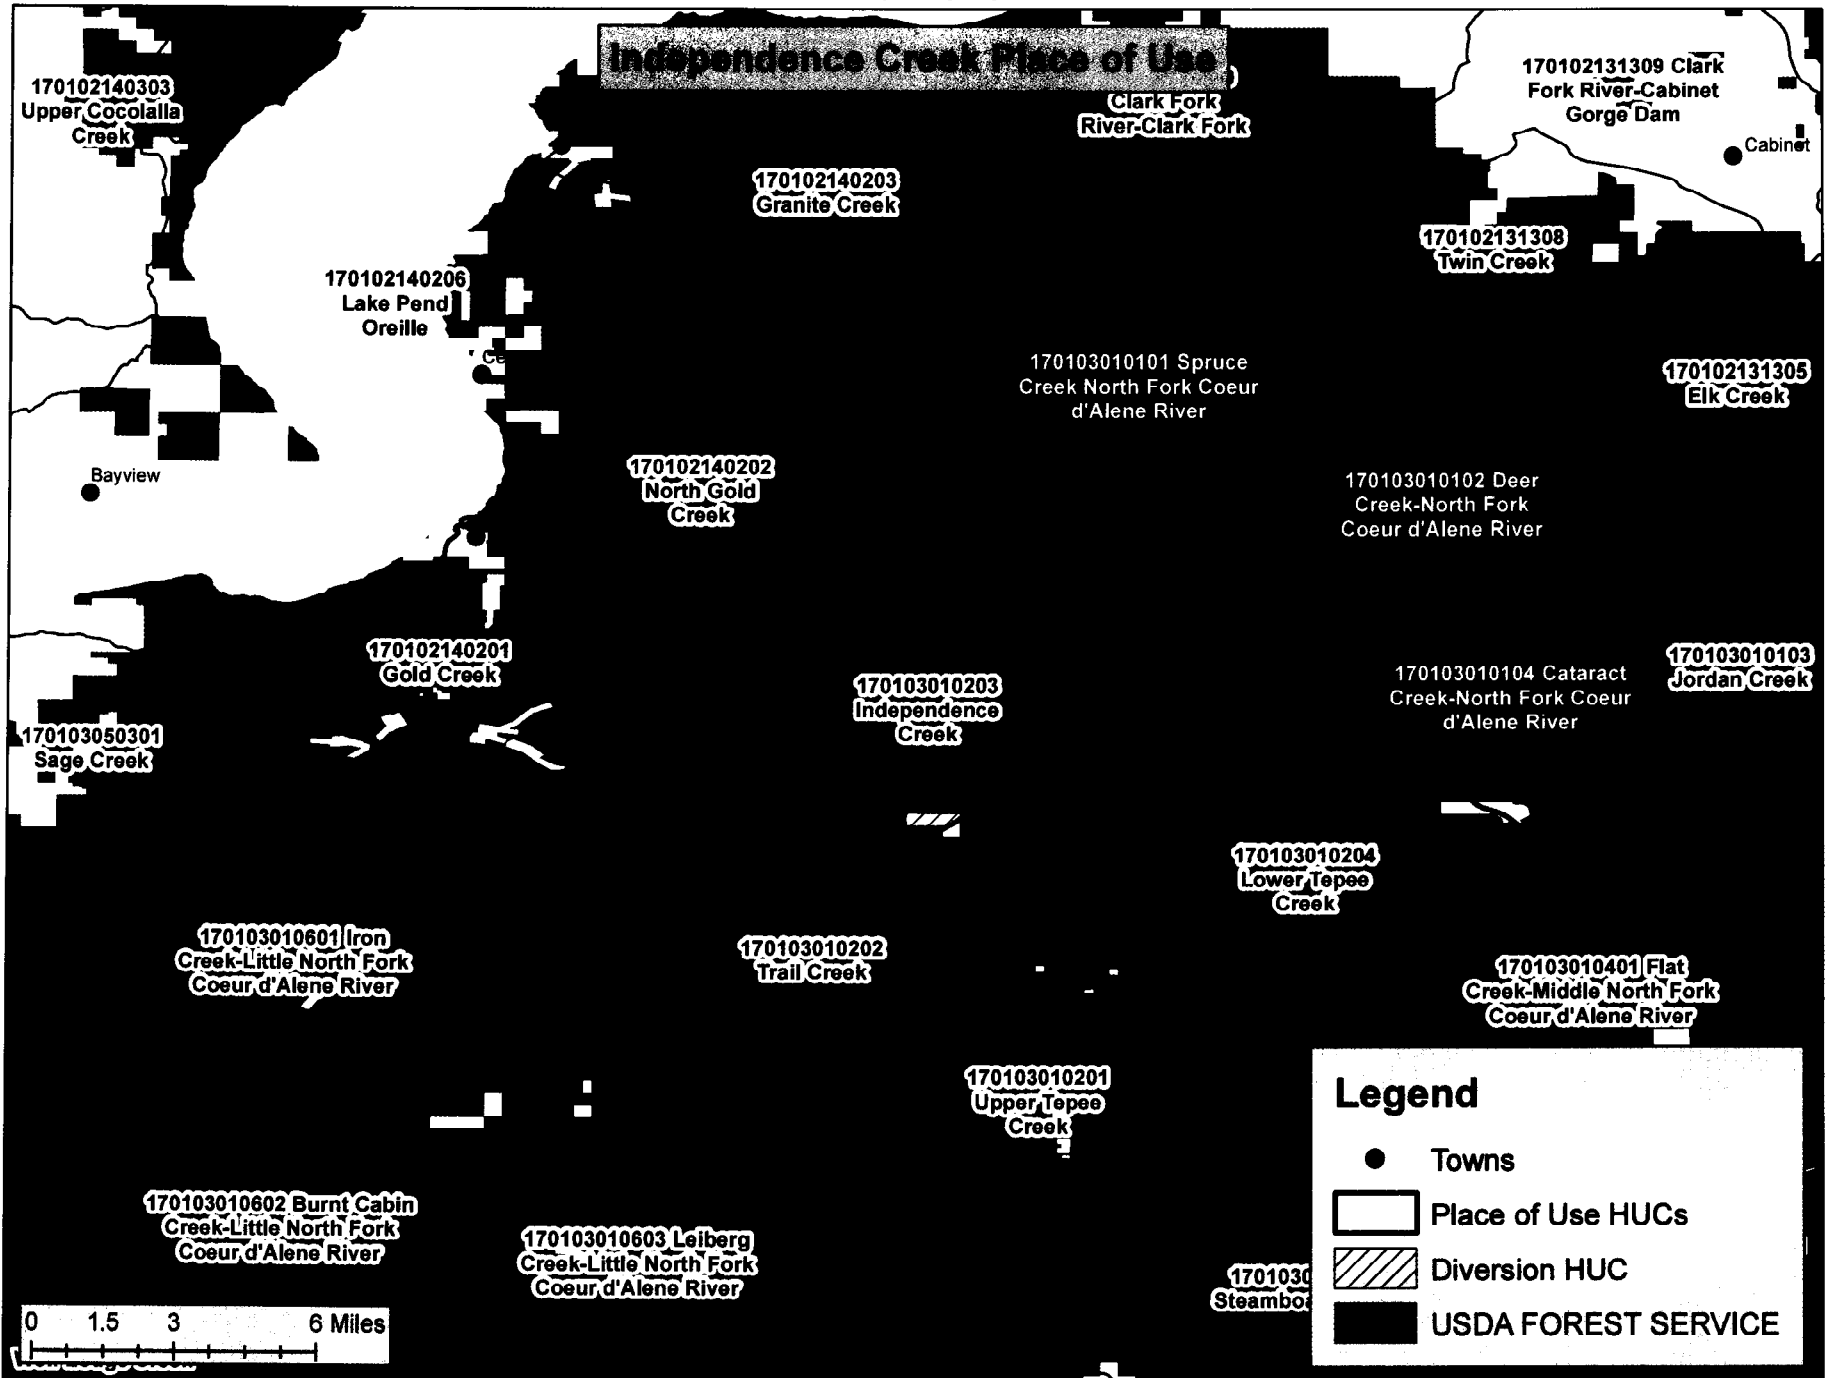 Independence Creek Place of Use
170102140303
Upper Cocolalla
Creek
Clark Fork
River-Clark Fork
170102131309 Clark
Fork River-Cabinet
Gorge Dam
Cabinet
170102140203
Granite Creek
170102131308
Twin Creek
170102140206
Lake Pend
Oreille
Ce
170103010101 Spruce
Creek North Fork Coeur
d'Alene River
170102131305
Elk Creek
Bayview
170102140202
North Gold
Creek
170103010102 Deer
Creek-North Fork
Coeur d'Alene River
170102140201
Gold Creek
170103010203
Independence
Creek
170103010104 Cataract
Creek-North Fork Coeur
d'Alene River
170103010103
Jordan Creek
170103050301
Sage Creek
170103010204
Lower Tepee
Creek
170103010601 Iron
Creek-Little North Fork
Coeur d'Alene River
170103010202
Trail Creek
170103010401 Flat
Creek-Middle North Fork
Coeur d'Alene River
170103010201
Upper Tepee
Creek
170103010602 Burnt Cabin
Creek-Little North Fork
Coeur d'Alene River
170103010603 Leiberg
Creek-Little North Fork
Coeur d'Alene River
1701030
Steamboa
Legend
Towns
Place of Use HUCs
Diversion HUC
USDA FOREST SERVICE
0 1.5 3 6 Miles